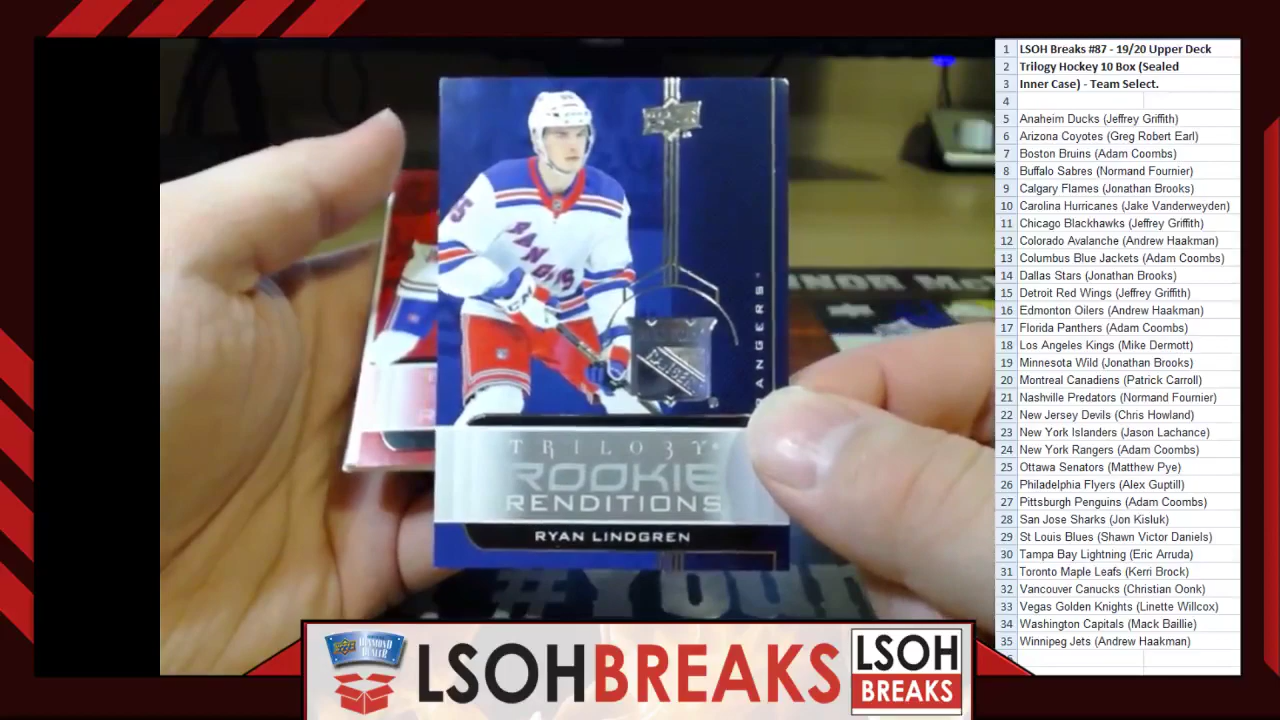 1 LSOH Breaks #87 - 19/20 Upper Deck
2 Trilogy Hockey 10 Box (Sealed
3 Inner Case) - Team Select.
4
5 Anaheim Ducks (Jeffrey Griffith)
6 Arizona Coyotes (Greg Robert Earl)
7 Boston Bruins (Adam Coombs)
8 Buffalo Sabres (Normand Fournier)
9 Calgary Flames (Jonathan Brooks)
10 Carolina Hurricanes (Jake Vanderweyden)
11 Chicago Blackhawks (Jeffrey Griffith)
12 Colorado Avalanche (Andrew Haakman)
13 Columbus Blue Jackets (Adam Coombs)
14 Dallas Stars (Jonathan Brooks)
15 Detroit Red Wings (Jeffrey Griffith)
16 Edmonton Oilers (Andrew Haakman)
17 Florida Panthers (Adam Coombs)
18 Los Angeles Kings (Mike Dermott)
19 Minnesota Wild (Jonathan Brooks)
20 Montreal Canadiens (Patrick Carroll)
21 Nashville Predators (Normand Fournier)
22 New Jersey Devils (Chris Howland)
23 New York Islanders (Jason Lachance)
24 New York Rangers (Adam Coombs)
25 Ottawa Senators (Matthew Pye)
26 Philadelphia Flyers (Alex Guptill)
27 Pittsburgh Penguins (Adam Coombs)
28 San Jose Sharks (Jon Kisluk)
29 St Louis Blues (Shawn Victor Daniels)
30 Tampa Bay Lightning (Eric Arruda)
31 Toronto Maple Leafs (Kerri Brock)
32 Vancouver Canucks (Christian Oonk)
33 Vegas Golden Knights (Linette Willcox)
34 Washington Capitals (Mack Baillie)
35 Winnipeg Jets (Andrew Haakman)
RANGERS
ANGERS
TRILO3Y
ROOKIE
RENDITIONS
RYAN LINDGREN
#YOUR
DIAMOND
DEALER
LSOHBREAKS
LSOH
BREAKS